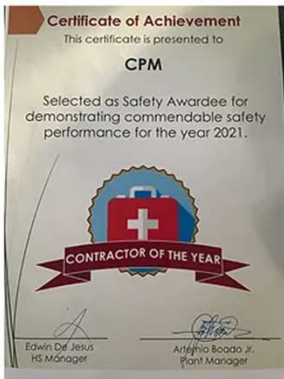 Certificate of Achievement
This certificate is presented to
CPM
Selected as Safety Awardee for
demonstrating commendable safety
performance for the year 2021.
CONTRACTOR OF THE YEAR
Edwin De Jesus
HS Manager
Artemio Boado Jr.
Plant Manager